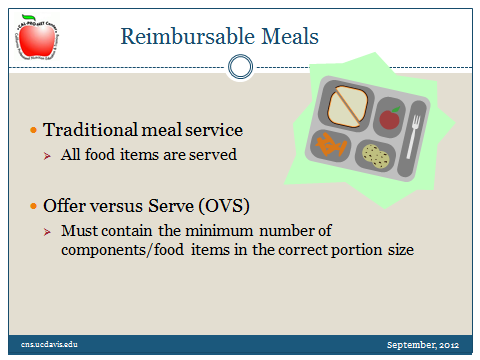 Reimbursable Meals
Traditional meal service
All food items are served
Offer versus Serve (OVS)
Must contain the minimum number of
components/food items in the correct portion size
cns.ucdavis.edu
September, 2012